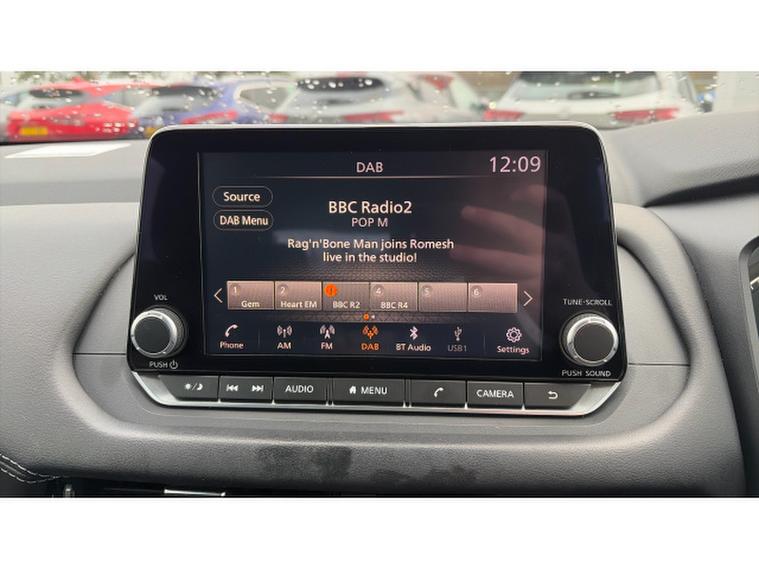 DAB
12:09
Source
BBC Radio2
DAB Menu
POP M
Rag'n'Bone Man joins Romesh
live in the studio!
1 2 4 5 6
Gem Heart EM BBC R2 BBC R4
VOL
TUNE-SCROLL
Phone AM FM DAB BT Audio USB1 Settings
PUSH
PUSH SOUND
AUDIO MENU CAMERA